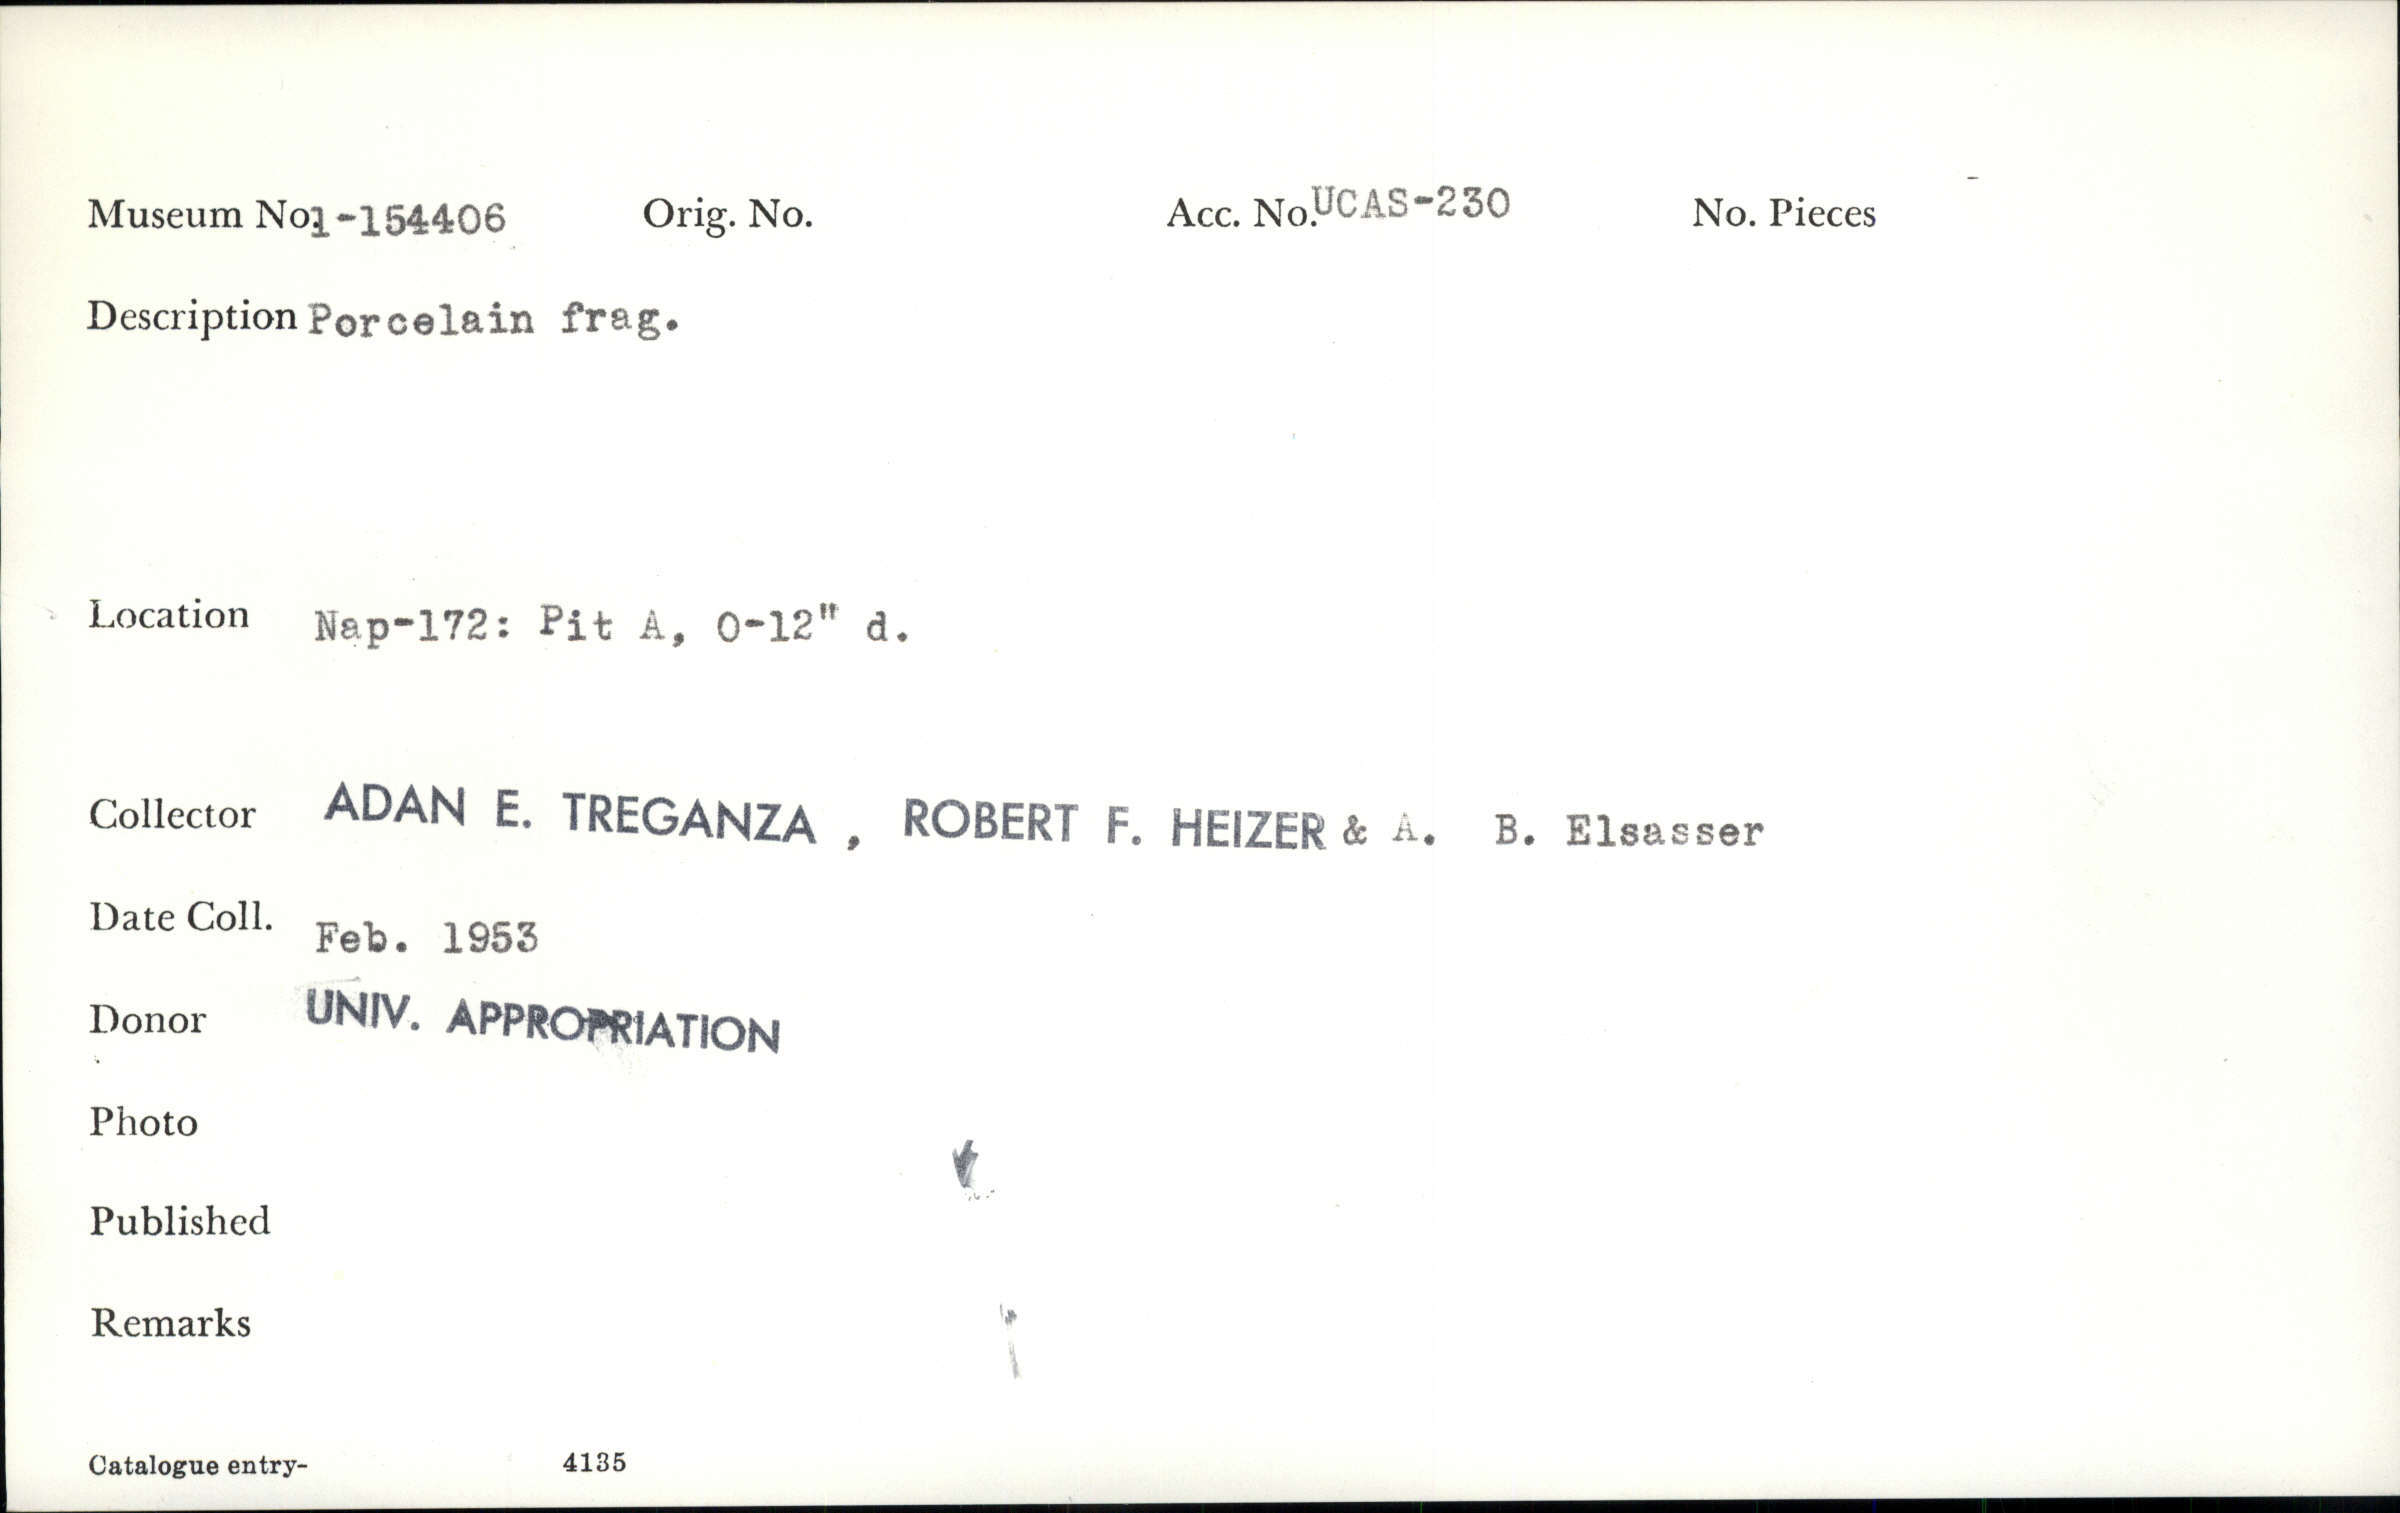 Museum No. 1-154406 Orig. No. Acc. No. UCAS-230 No. Pieces
Description Porcelain frag.
Location Nap-172: Pit A, 0-12" d.
Collector ADAN E. TREGANZA , ROBERT F. HEIZER & A. B. Elsasser
Date Coll. Feb. 1953
Donor UNIV. APPROPRIATION
Photo
Published
Remarks
Catalogue entry- 4135